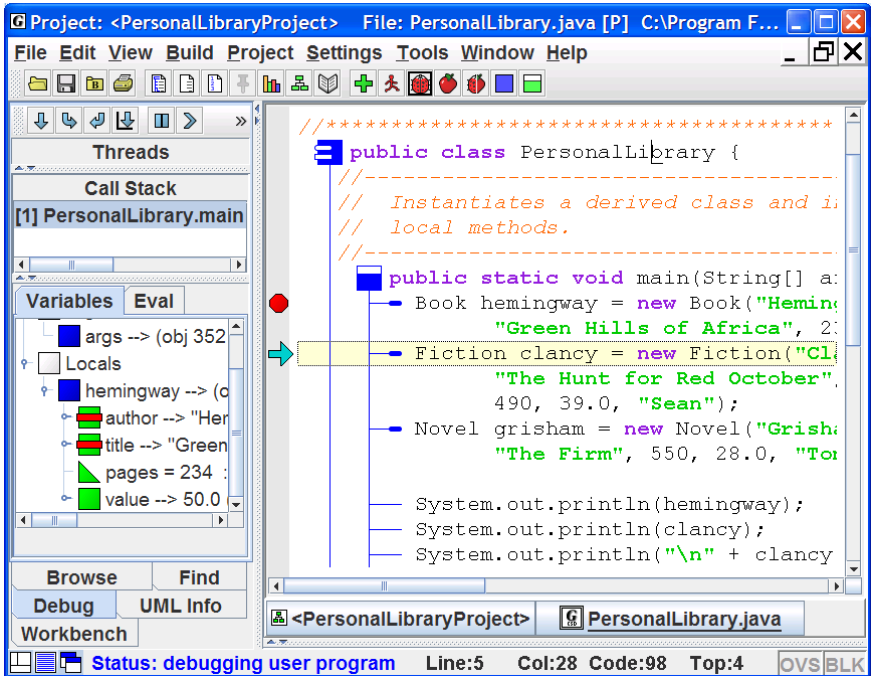 Project: <PersonalLibraryProject> File: PersonalLibrary.java [P] C:\Program F...
File Edit View Build Project Settings Tools Window Help
Threads
Call Stack
[1] PersonalLibrary.main
Variables Eval
args --> (obj 352
Locals
hemingway --> (o
author --> "Her
title --> "Green
pages = 234 :
value --> 50.0 (
Browse Find
Debug UML Info
Workbench
//***************************************
public class PersonalLibrary {
//-------------------------------------
// Instantiates a derived class and i
// local methods.
//-------------------------------------
public static void main(String[] a
Book hemingway = new Book("Heming
"Green Hills of Africa", 2
Fiction clancy = new Fiction("Cla
"The Hunt for Red October",
490, 39.0, "Sean");
Novel grisham = new Novel("Grisha
"The Firm", 550, 28.0, "Tom
System.out.println(hemingway);
System.out.println(clancy);
System.out.println("\n" + clancy
<PersonalLibraryProject> PersonalLibrary.java
Status: debugging user program Line:5 Col:28 Code:98 Top:4 OVS BLK